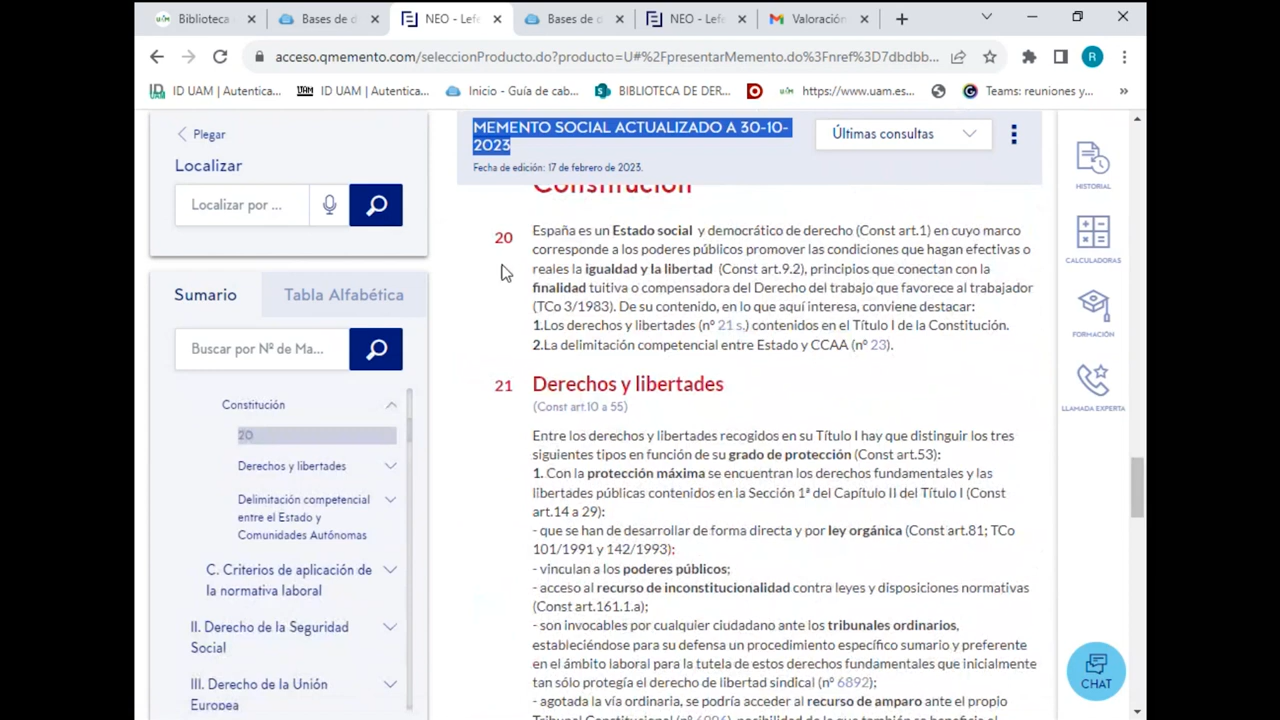 Biblioteca
Bases de d
NEO - Lefe
Bases de d
NEO - Lefe
Valoración
acceso.qmemento.com/seleccionProducto.do?producto=U#%2FpresentarMemento.do%3Fnref%3D7dbdbb...
R
ID UAM | Autentica...
ID UAM | Autentica...
Inicio - Guía de cab...
BIBLIOTECA DE DER...
https://www.uam.es...
Teams: reuniones y...
»
Plegar
Localizar
Localizar por ...
Sumario
Tabla Alfabética
Buscar por Nº de Ma...
Constitución
20
Derechos y libertades
Delimitación competencial
entre el Estado y
Comunidades Autónomas
C. Criterios de aplicación de
la normativa laboral
II. Derecho de la Seguridad
Social
III. Derecho de la Unión
Europea
MEMENTO SOCIAL ACTUALIZADO A 30-10-
2023
Fecha de edición: 17 de febrero de 2023.
Últimas consultas
Constitución
20
España es un Estado social y democrático de derecho (Const art.1) en cuyo marco
corresponde a los poderes públicos promover las condiciones que hagan efectivas o
reales la igualdad y la libertad (Const art.9.2), principios que conectan con la
finalidad tuitiva o compensadora del Derecho del trabajo que favorece al trabajador
(TCo 3/1983). De su contenido, en lo que aquí interesa, conviene destacar:
1.Los derechos y libertades (nº 21 s.) contenidos en el Título I de la Constitución.
2.La delimitación competencial entre Estado y CCAA (nº 23).
21 Derechos y libertades
(Const art.10 a 55)
Entre los derechos y libertades recogidos en su Título I hay que distinguir los tres
siguientes tipos en función de su grado de protección (Const art.53):
1. Con la protección máxima se encuentran los derechos fundamentales y las
libertades públicas contenidos en la Sección 1ª del Capítulo II del Título I (Const
art.14 a 29):
- que se han de desarrollar de forma directa y por ley orgánica (Const art.81; TCo
101/1991 y 142/1993);
- vinculan a los poderes públicos;
- acceso al recurso de inconstitucionalidad contra leyes y disposiciones normativas
(Const art.161.1.a);
- son invocables por cualquier ciudadano ante los tribunales ordinarios,
estableciéndose para su defensa un procedimiento específico sumario y preferente
en el ámbito laboral para la tutela de estos derechos fundamentales que inicialmente
tan sólo protegía el derecho de libertad sindical (nº 6892);
- agotada la vía ordinaria, se podría acceder al recurso de amparo ante el propio
HISTORIAL
CALCULADORAS
FORMACIÓN
LLAMADA EXPERTA
CHAT